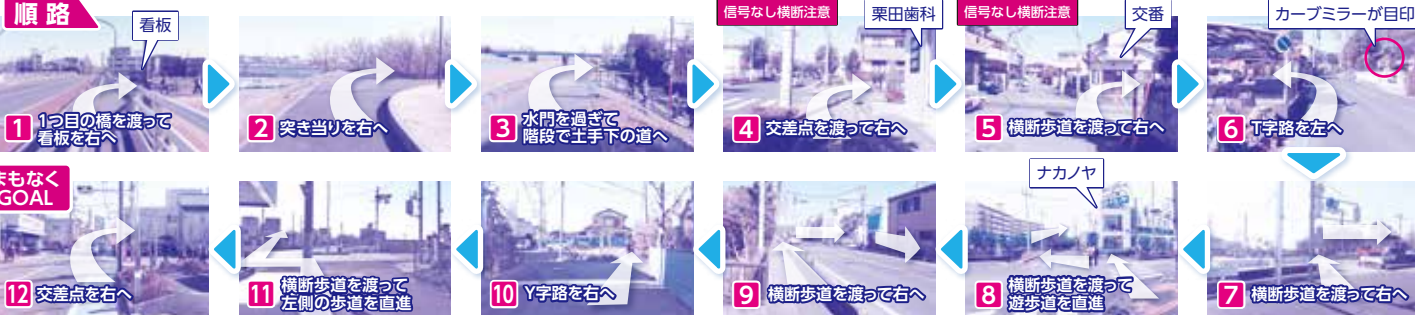 順路
看板
1 1つ目の橋を渡って
看板を右へ
2 突き当りを右へ
3 水門を過ぎて
階段で土手下の道へ
信号なし横断注意
栗田歯科
4 交差点を渡って右へ
信号なし横断注意
交番
5 横断歩道を渡って右へ
カーブミラーが目印
6 T字路を左へ
7 横断歩道を渡って右へ
ナカノヤ
8 横断歩道を渡って
遊歩道を直進
9 横断歩道を渡って右へ
10 Y字路を右へ
11 横断歩道を渡って
左側の歩道を直進
まもなく
GOAL
12 交差点を右へ